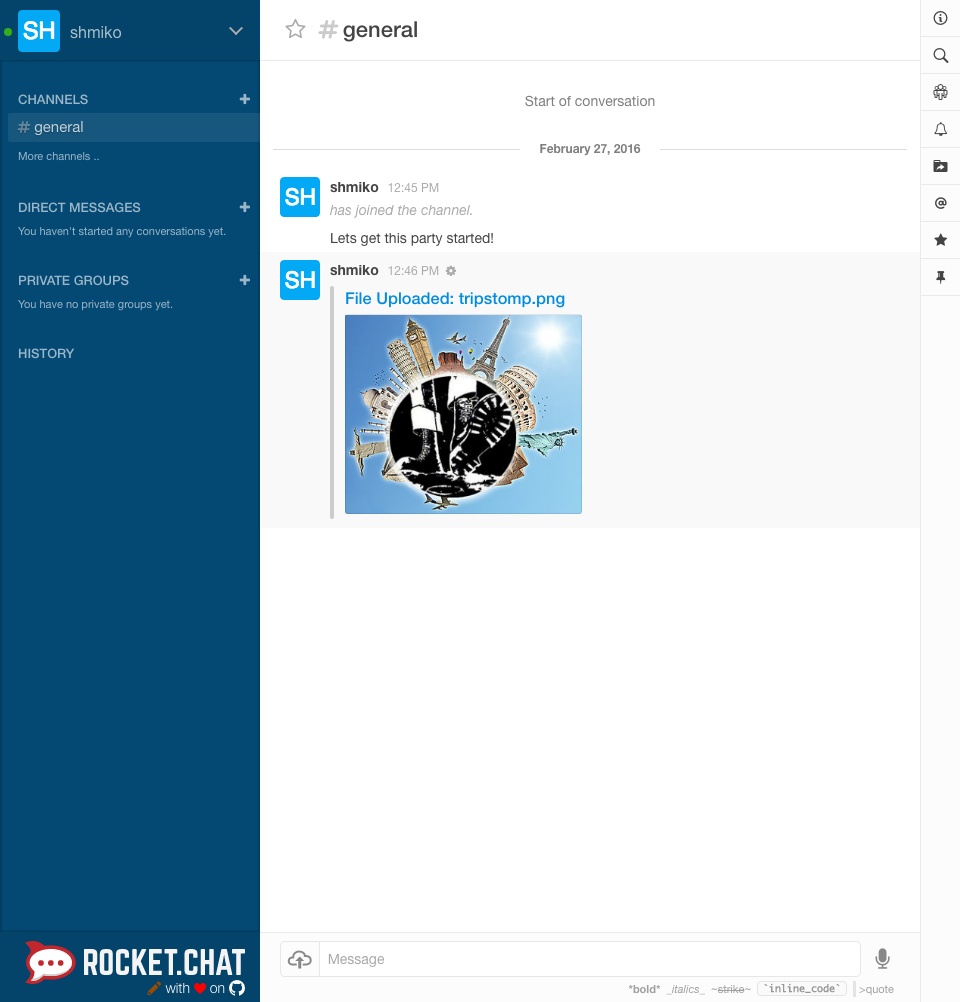 SH shmiko
CHANNELS
# general
More channels ..
DIRECT MESSAGES
You haven't started any conversations yet.
PRIVATE GROUPS
You have no private groups yet.
HISTORY
ROCKET.CHAT
with on
# general
Start of conversation
February 27, 2016
SH shmiko 12:45 PM
has joined the channel.
Lets get this party started!
SH shmiko 12:46 PM
File Uploaded: tripstomp.png
Message
*bold* _italics_ ~strike~ `inline_code` >quote